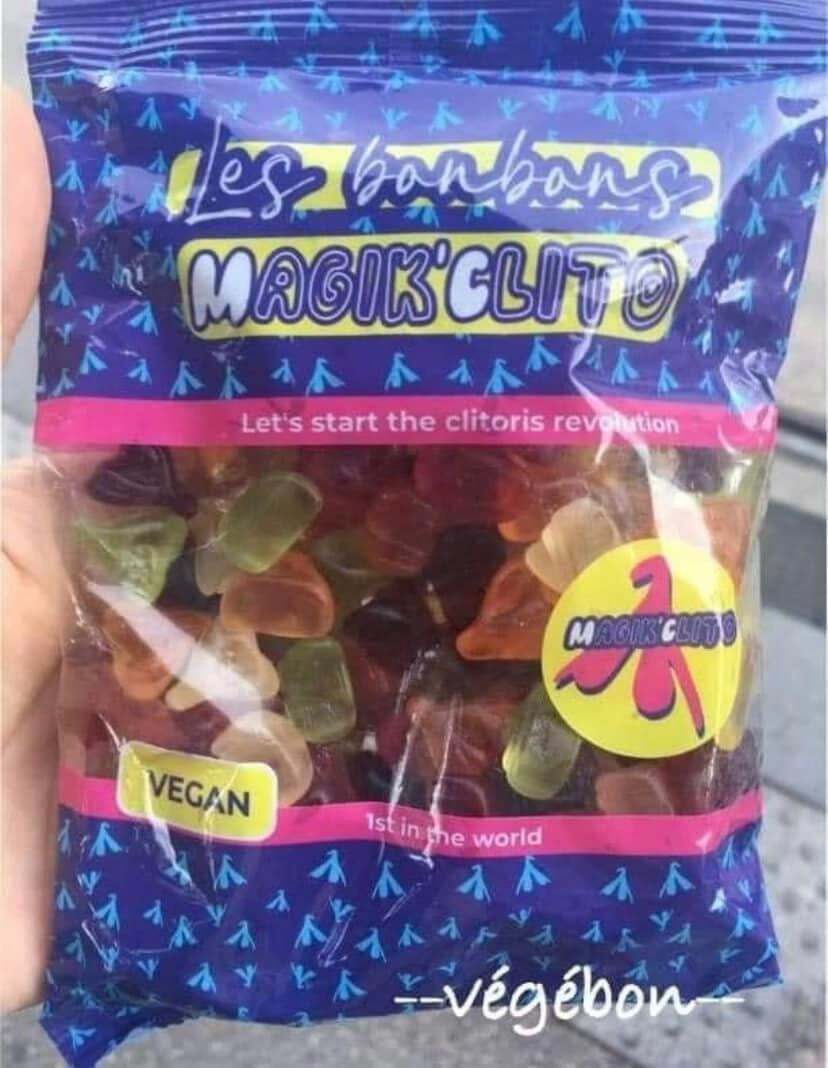 Les bonbons
MAGIK'CLITO
Let's start the clitoris revolution
MAGIK'CLITO
VEGAN
1st in the world
--végébon--